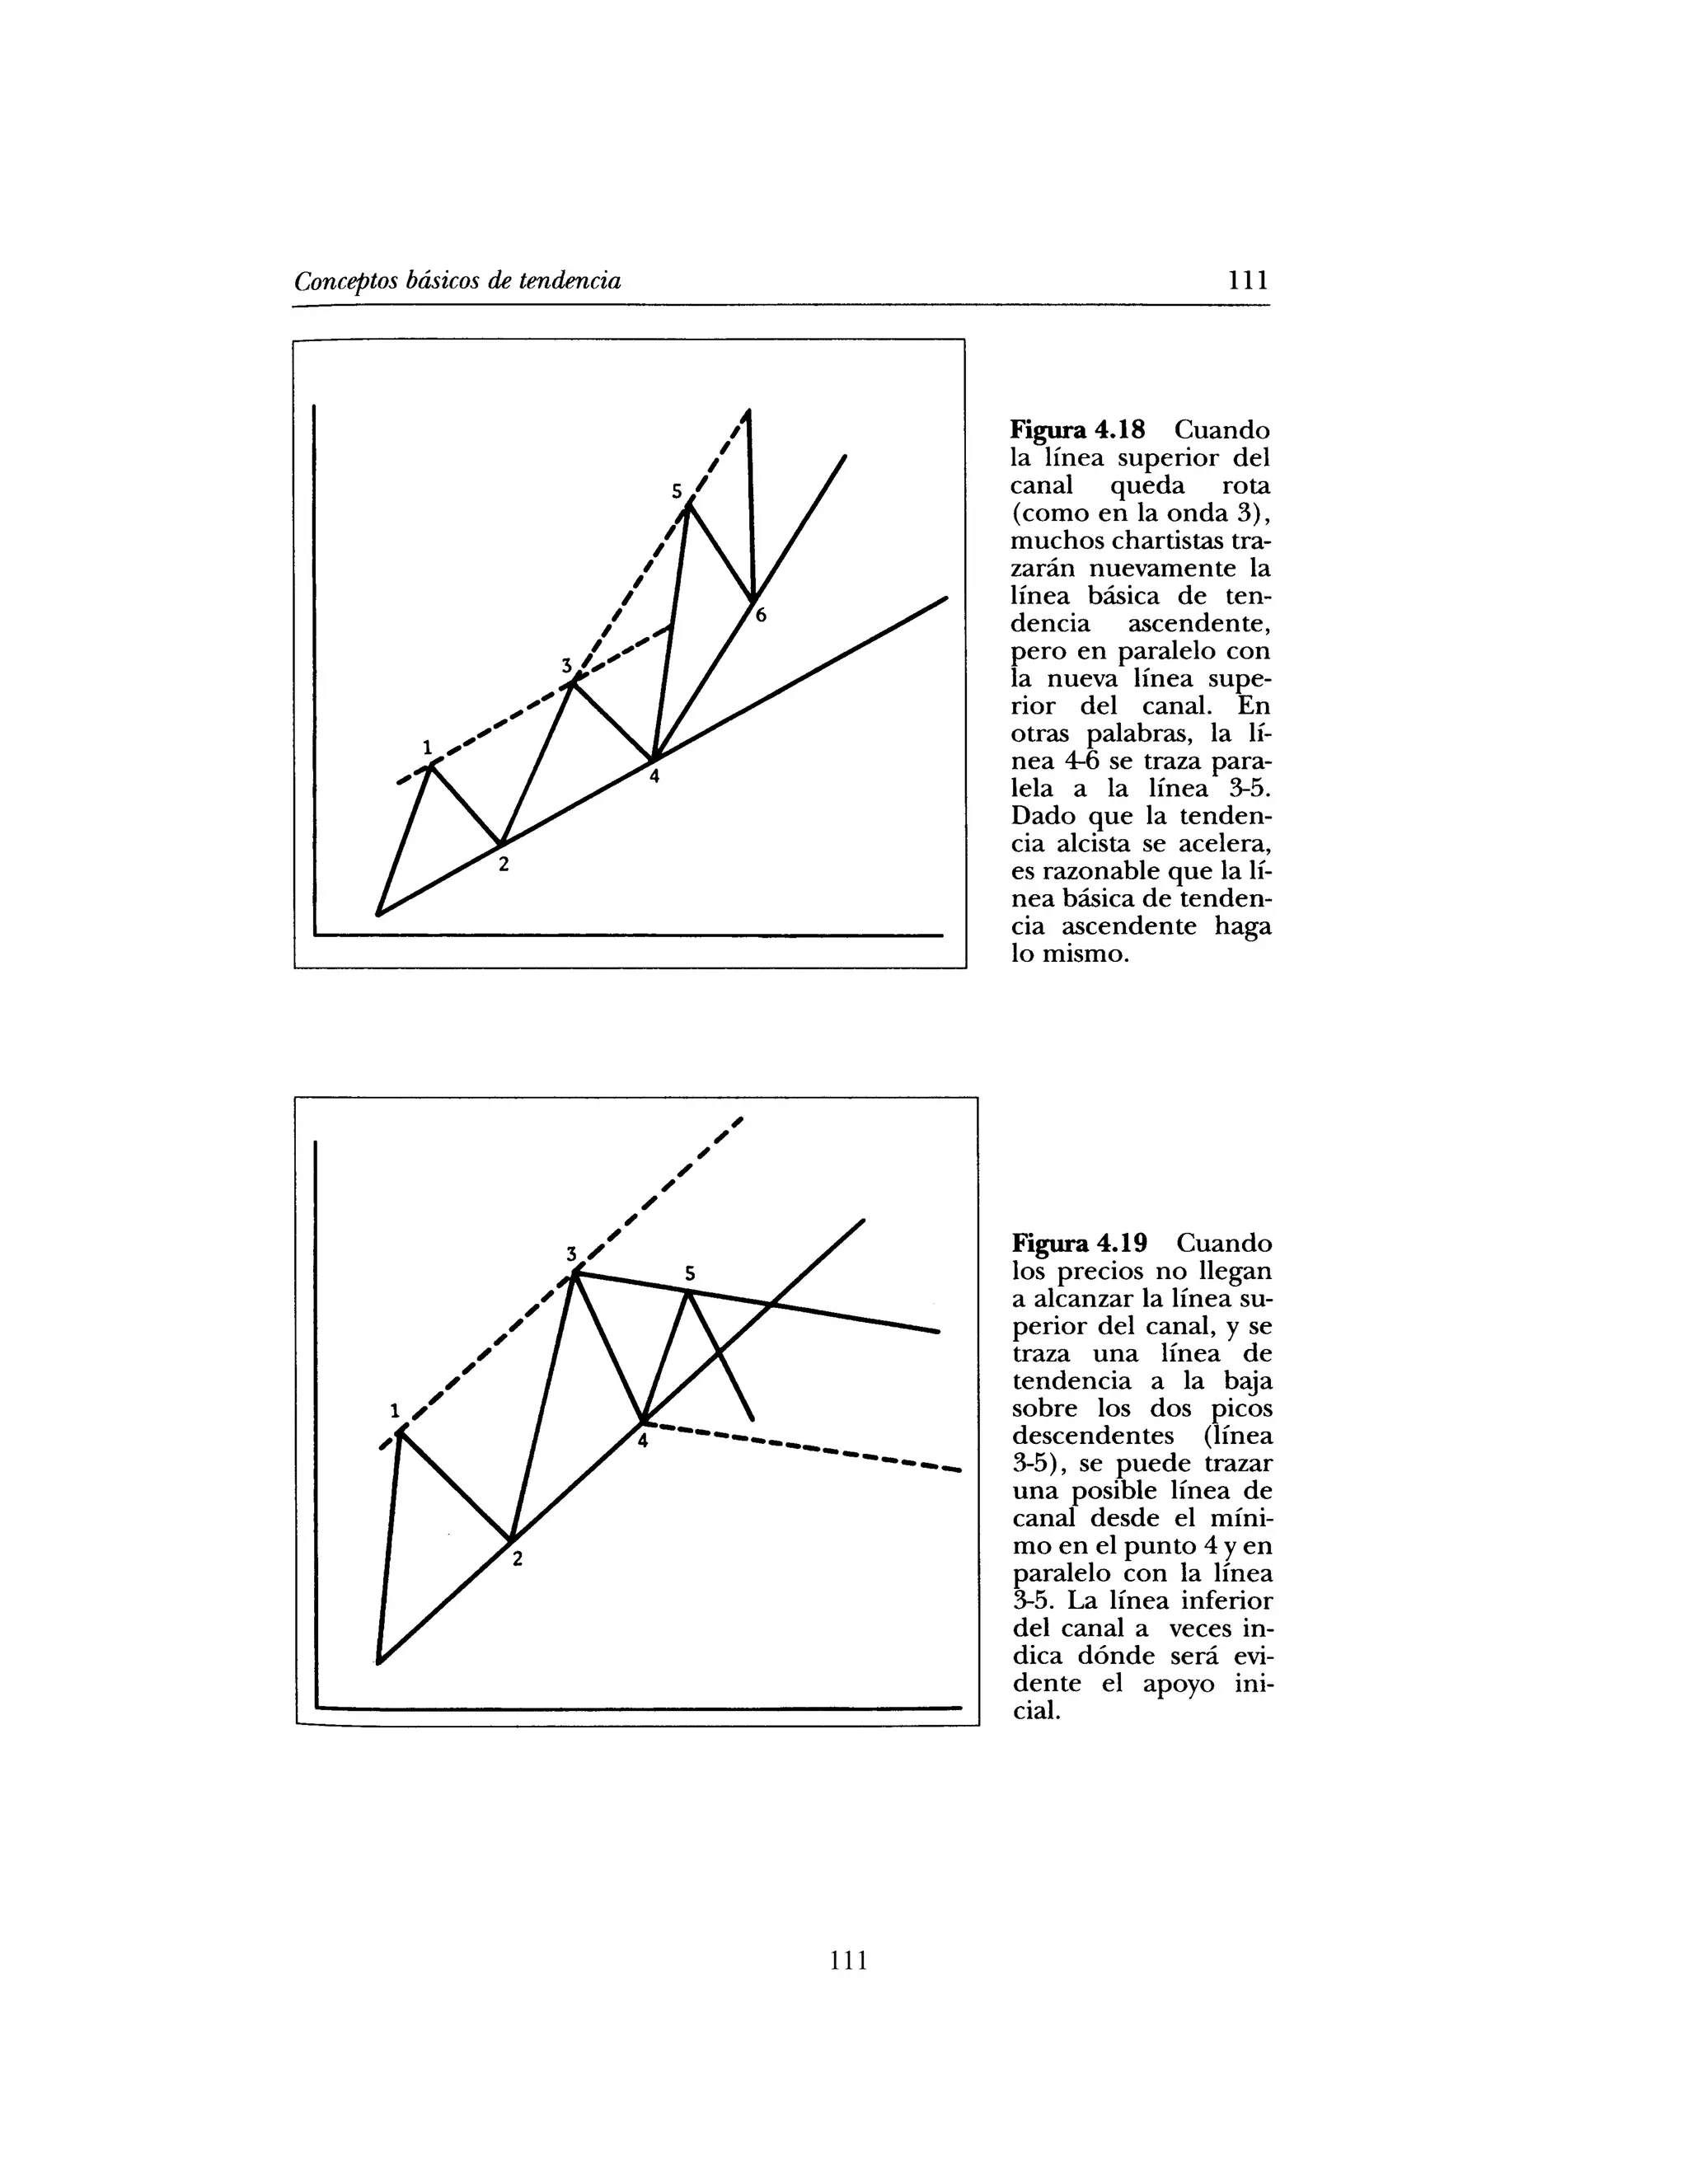 Conceptos básicos de tendencia 111
5
6
3
1
4
2
Figura 4.18 Cuando
la línea superior del
canal queda rota
(como en la onda 3),
muchos chartistas tra-
zarán nuevamente la
línea básica de ten-
dencia ascendente,
pero en paralelo con
la nueva línea supe-
rior del canal. En
otras palabras, la lí-
nea 4-6 se traza para-
lela a la línea 3-5.
Dado que la tenden-
cia alcista se acelera,
es razonable que la lí-
nea básica de tenden-
cia ascendente haga
lo mismo.
3
5
1
4
2
Figura 4.19 Cuando
los precios no llegan
a alcanzar la línea su-
perior del canal, y se
traza una línea de
tendencia a la baja
sobre los dos picos
descendentes (línea
3-5), se puede trazar
una posible línea de
canal desde el míni-
mo en el punto 4 y en
paralelo con la línea
3-5. La línea inferior
del canal a veces in-
dica dónde será evi-
dente el apoyo ini-
cial.
111